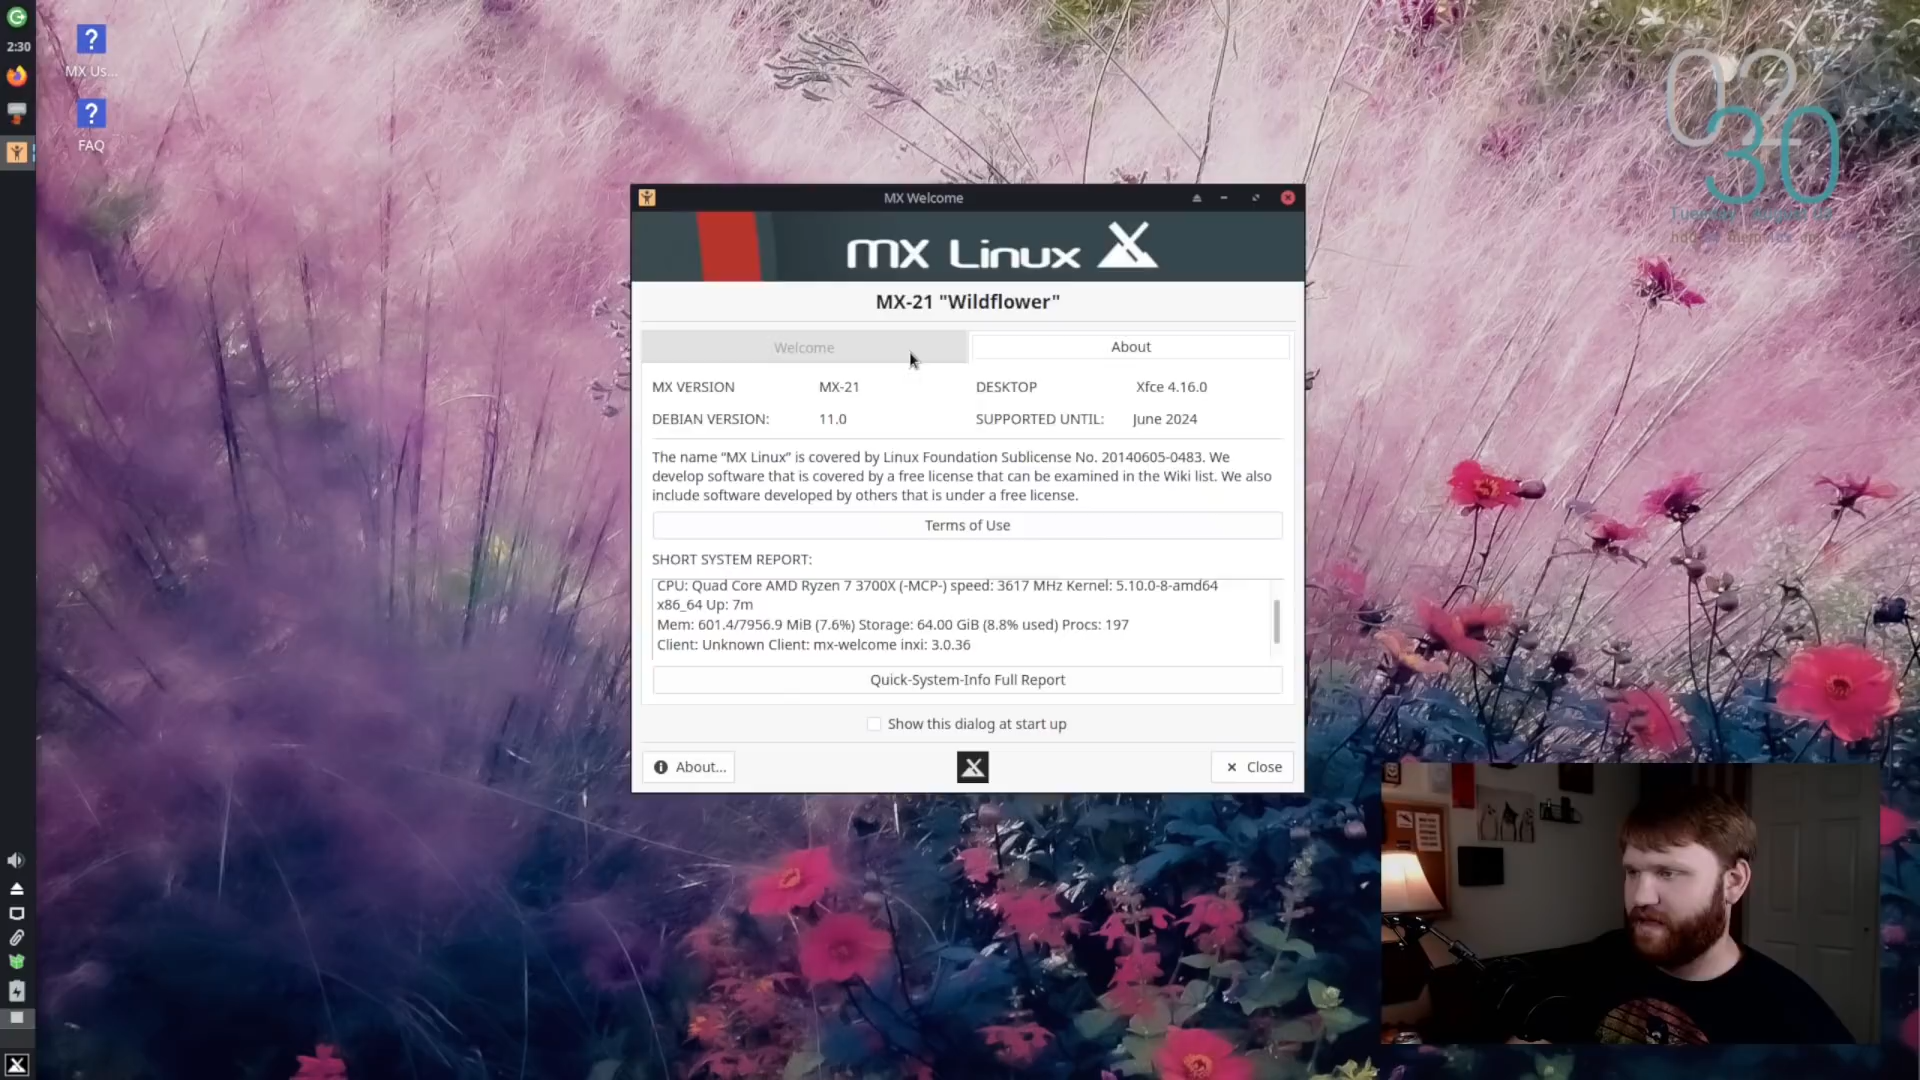 2:30
MX Us...
FAQ
02
30
MX Welcome
MX Linux
MX-21 "Wildflower"
Welcome
About
MX VERSION
MX-21
DESKTOP
Xfce 4.16.0
DEBIAN VERSION:
11.0
SUPPORTED UNTIL:
June 2024
The name “MX Linux” is covered by Linux Foundation Sublicense No. 20140605-0483. We
develop software that is covered by a free license that can be examined in the Wiki list. We also
include software developed by others that is under a free license.
Terms of Use
SHORT SYSTEM REPORT:
CPU: Quad Core AMD Ryzen 7 3700X (-MCP-) speed: 3617 MHz Kernel: 5.10.0-8-amd64
x86_64 Up: 7m
Mem: 601.4/7956.9 MiB (7.6%) Storage: 64.00 GiB (8.8% used) Procs: 197
Client: Unknown Client: mx-welcome inxi: 3.0.36
Quick-System-Info Full Report
Show this dialog at start up
About...
Close